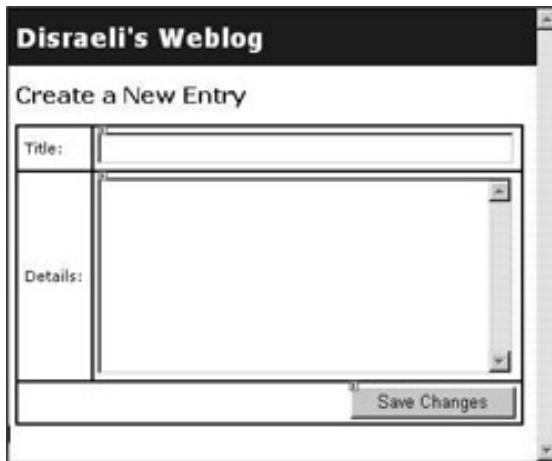 Disraeli's Weblog
Create a New Entry
Title:
Details:
Save Changes